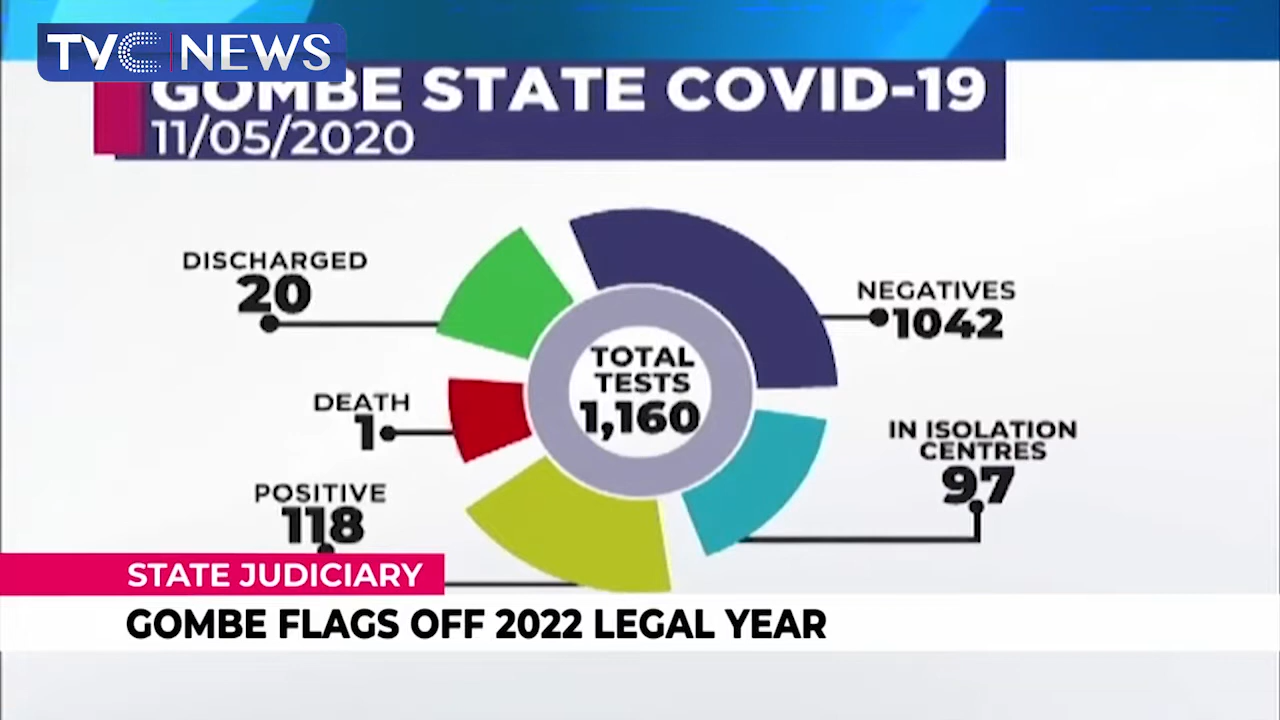 TVC NEWS
GOMBE STATE COVID-19
11/05/2020
DISCHARGED
20
NEGATIVES
1042
TOTAL
TESTS
1,160
DEATH
1
IN ISOLATION
CENTRES
97
POSITIVE
118
STATE JUDICIARY
GOMBE FLAGS OFF 2022 LEGAL YEAR